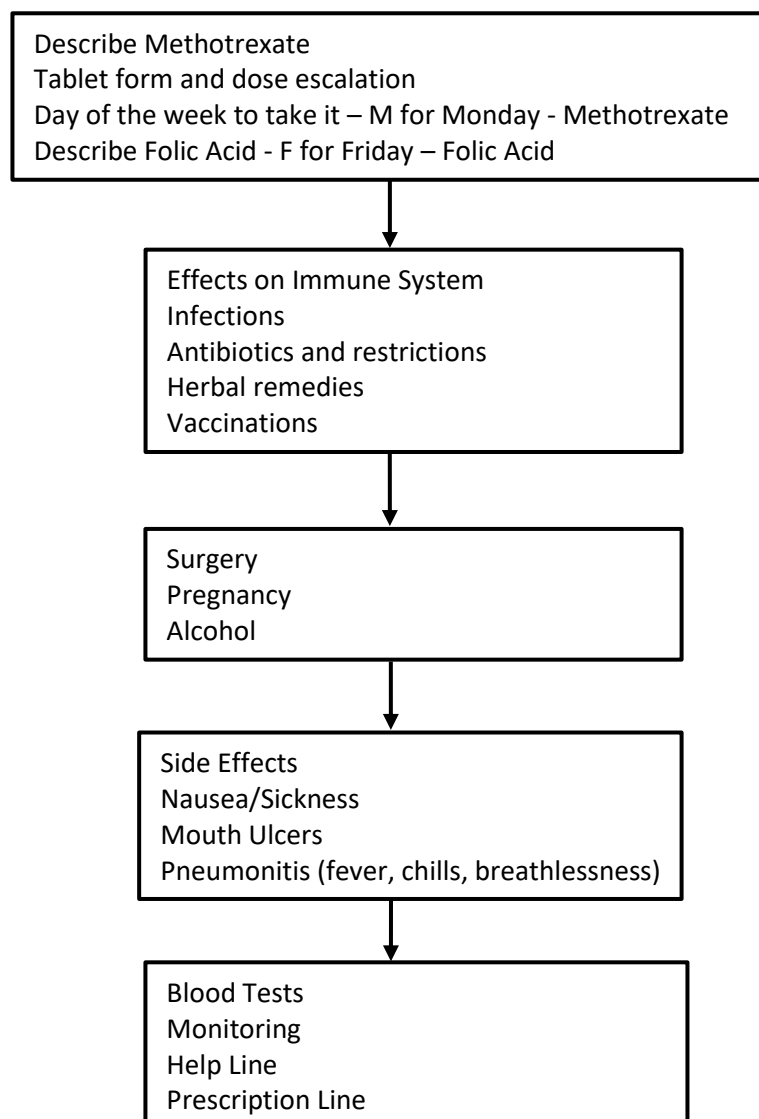 Describe Methotrexate
Tablet form and dose escalation
Day of the week to take it – M for Monday - Methotrexate
Describe Folic Acid - F for Friday – Folic Acid
Effects on Immune System
Infections
Antibiotics and restrictions
Herbal remedies
Vaccinations
Surgery
Pregnancy
Alcohol
Side Effects
Nausea/Sickness
Mouth Ulcers
Pneumonitis (fever, chills, breathlessness)
Blood Tests
Monitoring
Help Line
Prescription Line